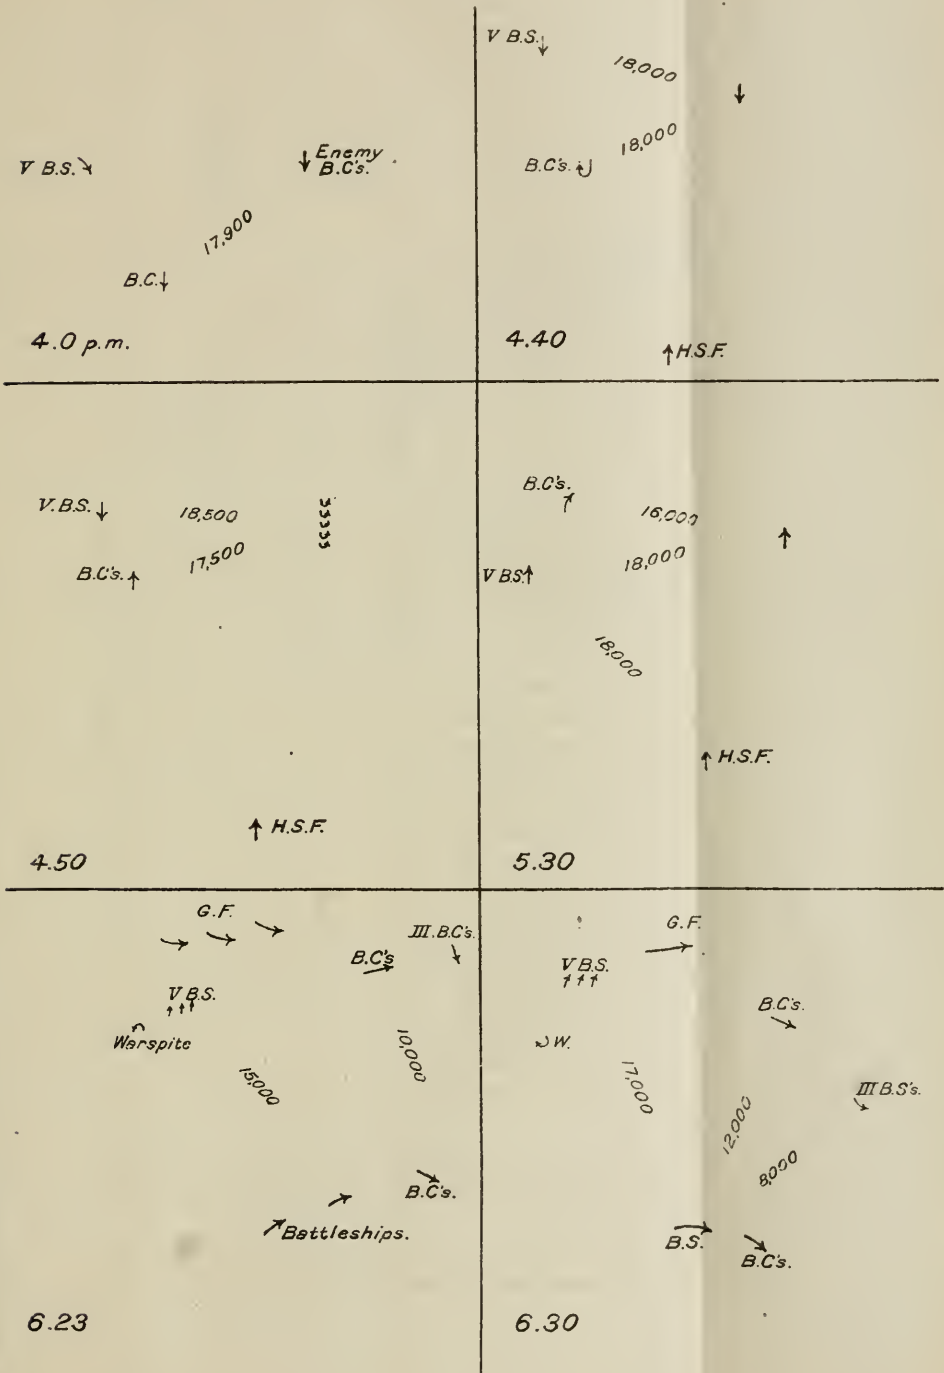 V B.S.
Enemy
B.C's.
17,900
B.C.
4.0 p.m.
V B.S.
18,000
18,000
B.C's.
H.S.F.
4.40
V.B.S.
18,500
17,500
B.C's.
H.S.F.
4.50
B.C's.
16,000
18,000
V B.S.
18,000
H.S.F.
5.30
G.F.
III.B.C's.
B.C's
V B.S.
Warspite
10,000
15,000
B.C's.
Battleships.
6.23
G.F.
V B.S.
B.C's.
W.
17,000
III B.S's.
12,000
8,000
B.S.
B.C's.
6.30